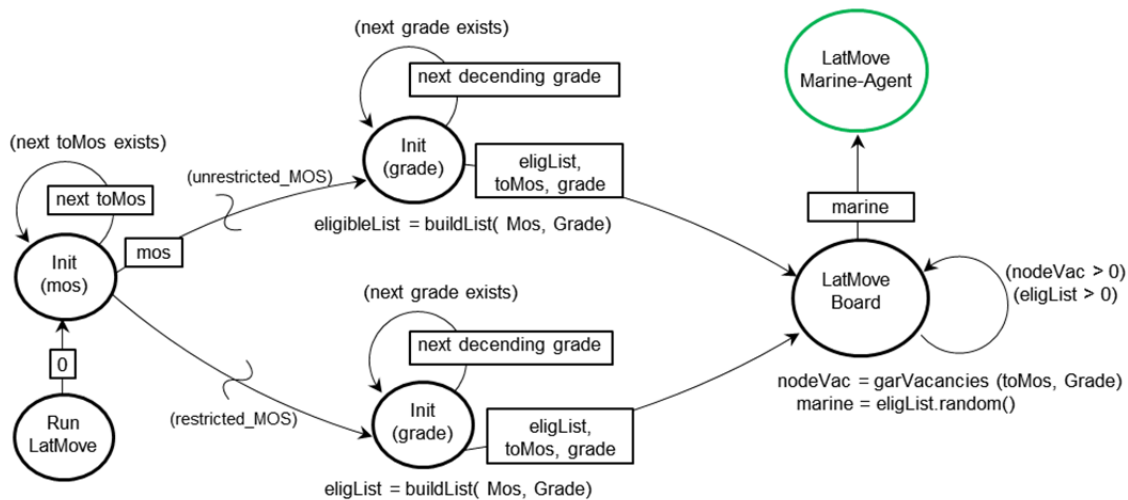 (next toMos exists)
next toMos
Init
(mos)
0
Run
LatMove
mos
(unrestricted_MOS)
(restricted_MOS)
(next grade exists)
next decending grade
Init
(grade)
eligList,
toMos, grade
eligibleList = buildList( Mos, Grade)
(next grade exists)
next decending grade
Init
(grade)
eligList,
toMos, grade
eligList = buildList( Mos, Grade)
LatMove
Marine-Agent
marine
LatMove
Board
(nodeVac > 0)
(eligList > 0)
nodeVac = garVacancies (toMos, Grade)
marine = eligList.random()